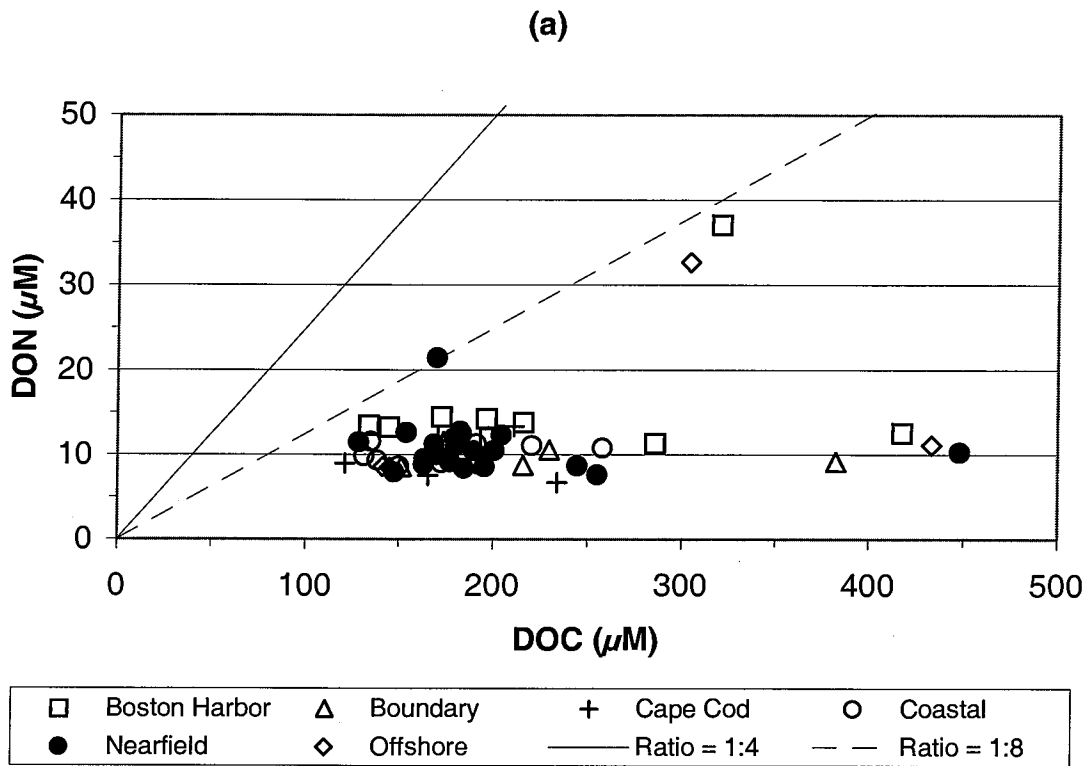 (a)
50
40
30
20
10
0
DON (µM)
0 100 200 300 400 500
DOC (µM)
Boston Harbor Boundary Cape Cod Coastal
Nearfield Offshore Ratio = 1:4 Ratio = 1:8